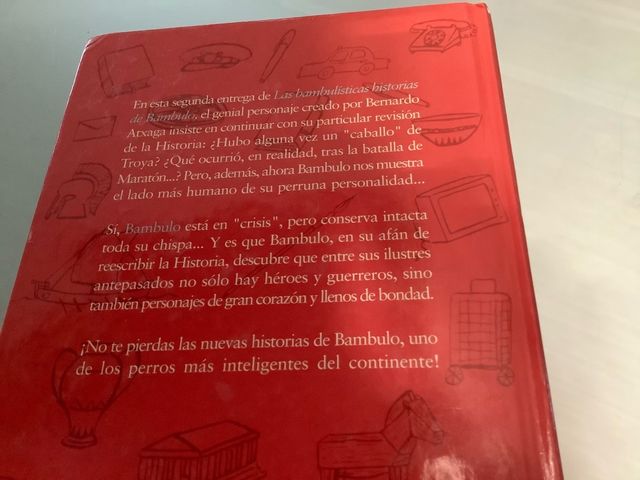 En esta segunda entrega de Las bambulísticas historias
de Bambulo, el genial personaje creado por Bernardo
Atxaga insiste en continuar con su particular revisión
de la Historia: ¿Hubo alguna vez un "caballo" de
Troya? ¿Qué ocurrió, en realidad, tras la batalla de
Maratón...? Pero, además, ahora Bambulo nos muestra
el lado más humano de su perruna personalidad...
Sí, Bambulo está en "crisis", pero conserva intacta
toda su chispa... Y es que Bambulo, en su afán de
reescribir la Historia, descubre que entre sus ilustres
antepasados no sólo hay héroes y guerreros, sino
también personajes de gran corazón y llenos de bondad.
¡No te pierdas las nuevas historias de Bambulo, uno
de los perros más inteligentes del continente!